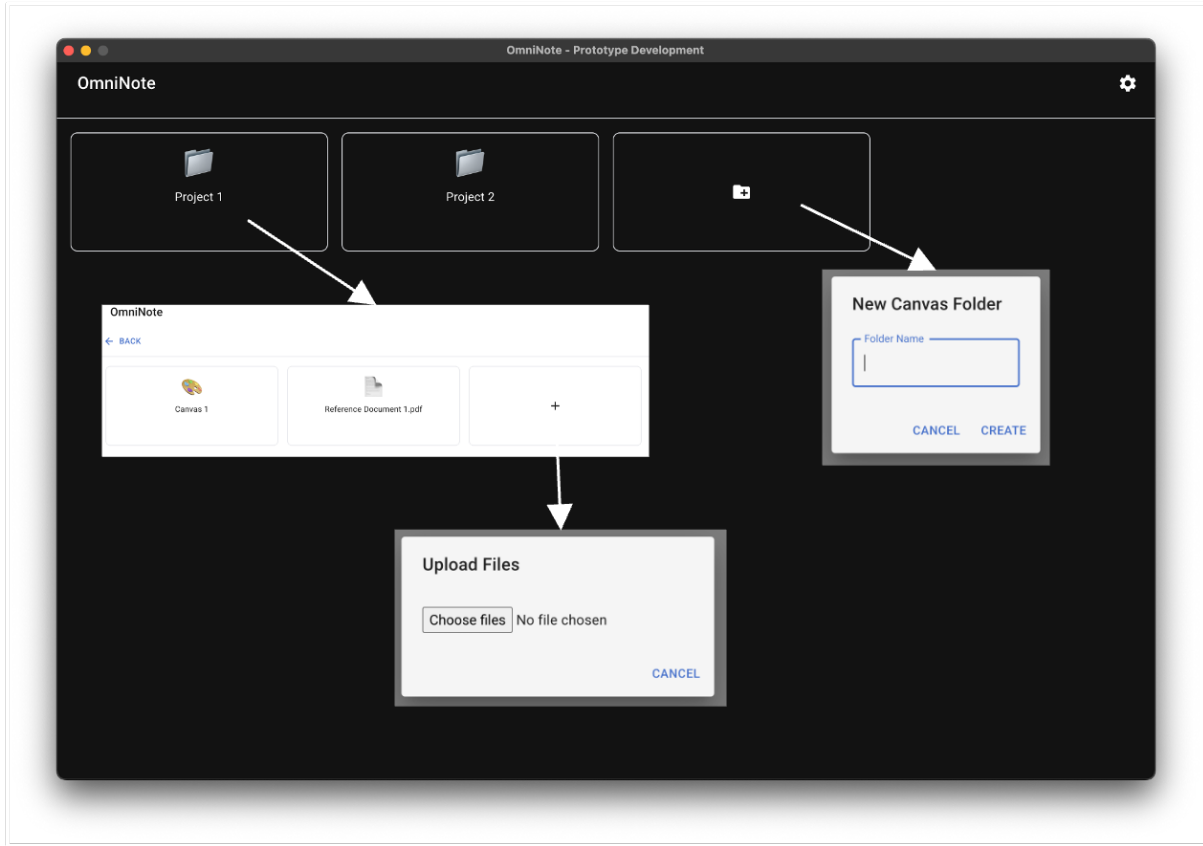 OmniNote - Prototype Development
OmniNote
Project 1
Project 2
OmniNote
BACK
Canvas 1
Reference Document 1.pdf
+
New Canvas Folder
Folder Name
CANCEL CREATE
Upload Files
Choose files No file chosen
CANCEL